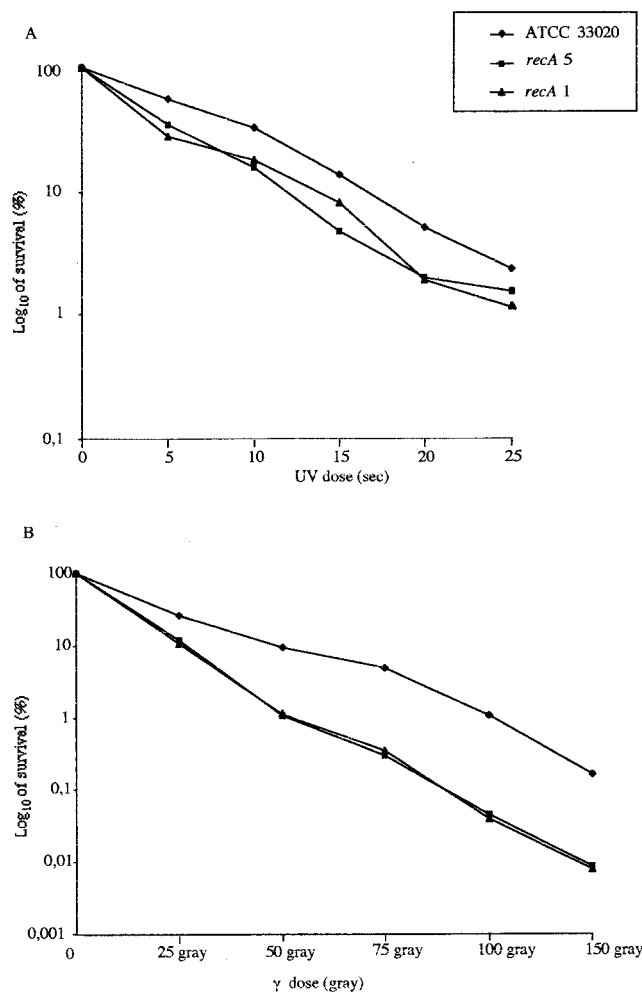 A
ATCC 33020
recA 5
recA 1
100
10
1
0,1
Log10 of survival (%)
0 5 10 15 20 25
UV dose (sec)
B
100
10
1
0,1
0,01
0,001
Log10 of survival (%)
0 25 gray 50 gray 75 gray 100 gray 150 gray
γ dose (gray)